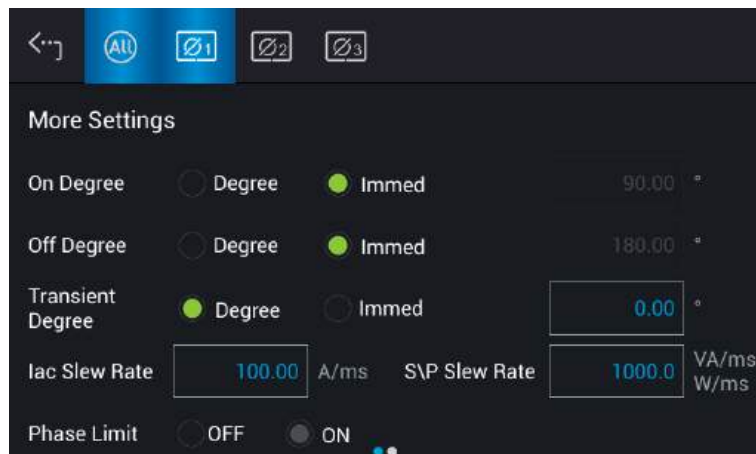 All Ø1 Ø2 Ø3
More Settings
On Degree Degree Immed 90.00 °
Off Degree Degree Immed 180.00 °
Transient
Degree Degree Immed 0.00 °
Iac Slew Rate 100.00 A/ms S\P Slew Rate 1000.0 VA/ms
W/ms
Phase Limit OFF ON